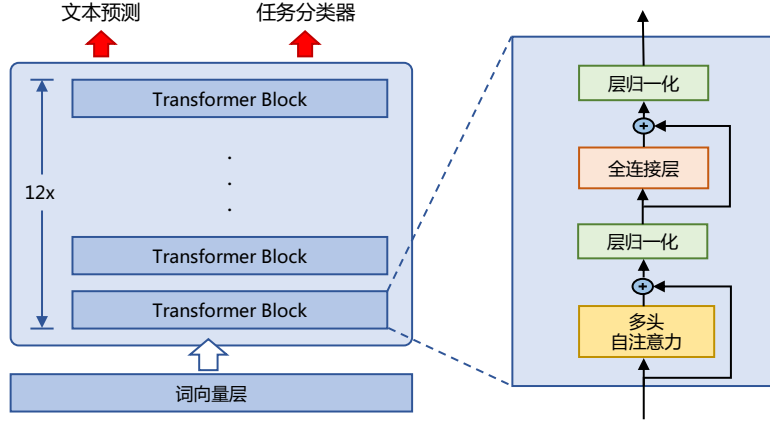 文本预测
任务分类器
Transformer Block
12x
Transformer Block
Transformer Block
词向量层
层归一化
+
全连接层
层归一化
+
多头
自注意力